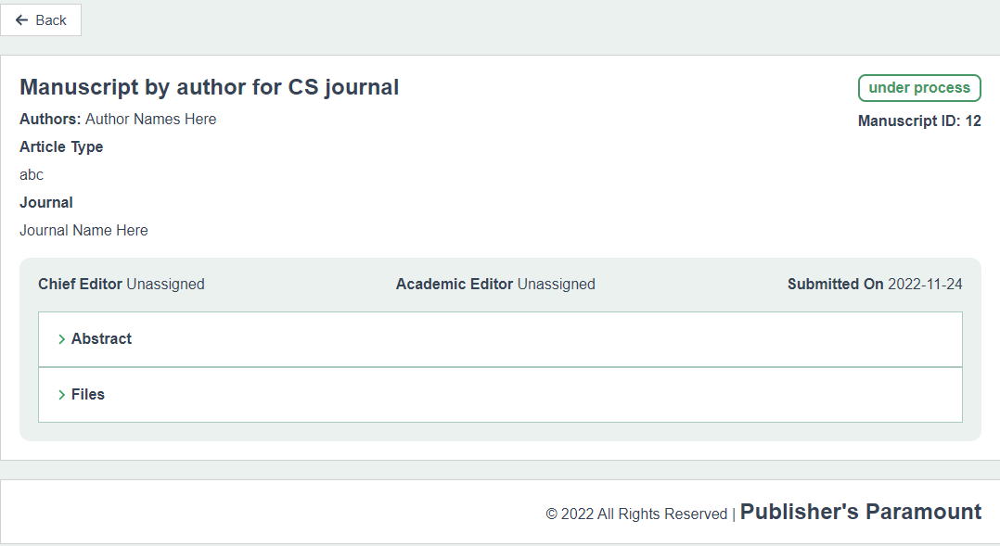 Back
Manuscript by author for CS journal
under process
Authors: Author Names Here
Manuscript ID: 12
Article Type
abc
Journal
Journal Name Here
Chief Editor Unassigned
Academic Editor Unassigned
Submitted On 2022-11-24
Abstract
Files
© 2022 All Rights Reserved | Publisher's Paramount